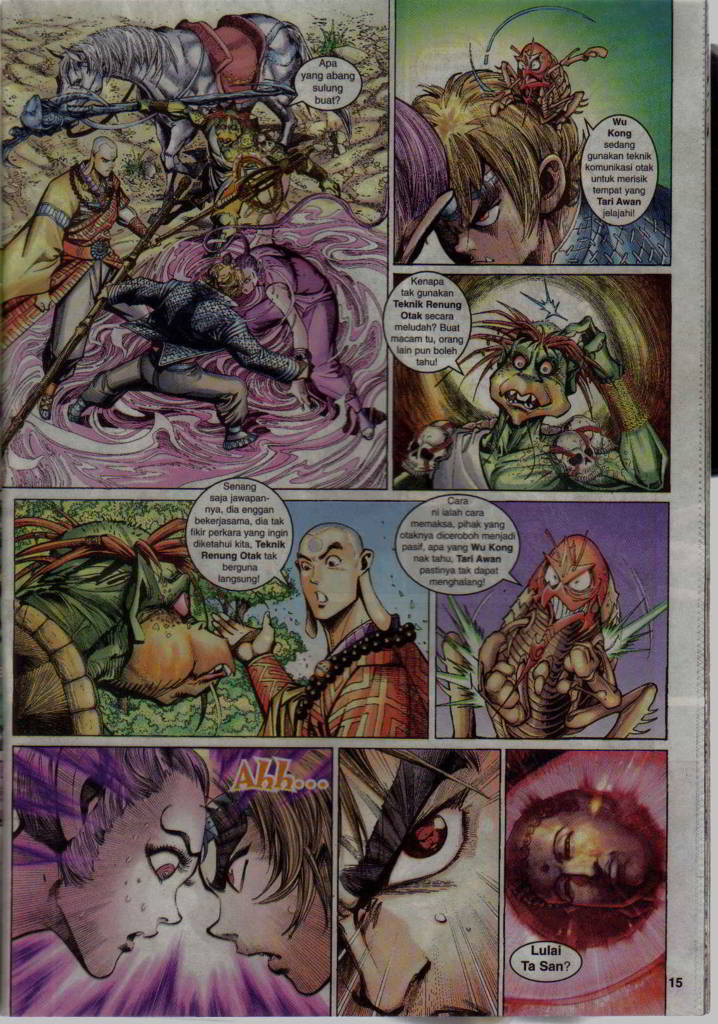 Apa
yang abang
sulung
buat?
Wu
Kong
sedang
gunakan teknik
komunikasi otak
untuk merisik
tempat yang
Tari Awan
jelajahi!
Kenapa
tak gunakan
Teknik Renung
Otak secara
meludah? Buat
macam tu, orang
lain pun boleh
tahu!
Senang
saja jawapan-
nya, dia enggan
bekerjasama, dia tak
fikir perkara yang ingin
diketahui kita, Teknik
Renung Otak tak
berguna
langsung!
Cara
ni ialah cara
memaksa, pihak yang
otaknya diceroboh menjadi
pasif, apa yang Wu Kong
nak tahu, Tari Awan
pastinya tak dapat
menghalang!
Ahh...
Lulai
Ta San?
15